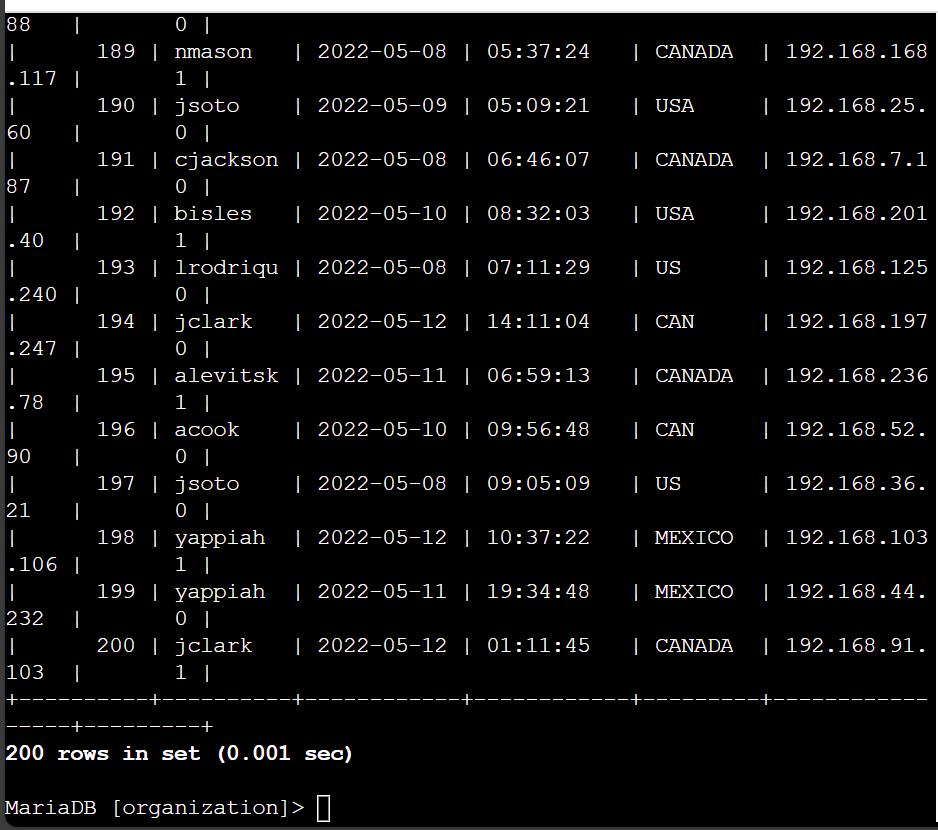 88    |        0 |
|       189 | nmason    | 2022-05-08 | 05:37:24    | CANADA  | 192.168.168
.117 |        1 |
|       190 | jsoto     | 2022-05-09 | 05:09:21    | USA     | 192.168.25.
60    |        0 |
|       191 | cjackson | 2022-05-08 | 06:46:07    | CANADA  | 192.168.7.1
87    |        0 |
|       192 | bisles    | 2022-05-10 | 08:32:03    | USA     | 192.168.201
.40   |        1 |
|       193 | lrodriqu | 2022-05-08 | 07:11:29    | US      | 192.168.125
.240 |        0 |
|       194 | jclark    | 2022-05-12 | 14:11:04    | CAN     | 192.168.197
.247 |        0 |
|       195 | alevitsk | 2022-05-11 | 06:59:13    | CANADA  | 192.168.236
.78   |        1 |
|       196 | acook     | 2022-05-10 | 09:56:48    | CAN     | 192.168.52.
90    |        0 |
|       197 | jsoto     | 2022-05-08 | 09:05:09    | US      | 192.168.36.
21    |        0 |
|       198 | yappiah   | 2022-05-12 | 10:37:22    | MEXICO  | 192.168.103
.106 |        1 |
|       199 | yappiah   | 2022-05-11 | 19:34:48    | MEXICO  | 192.168.44.
232   |        0 |
|       200 | jclark    | 2022-05-12 | 01:11:45    | CANADA  | 192.168.91.
103   |        1 |
+----------+----------+------------+------------+---------+------------
-----+---------+
200 rows in set (0.001 sec)
MariaDB [organization]>